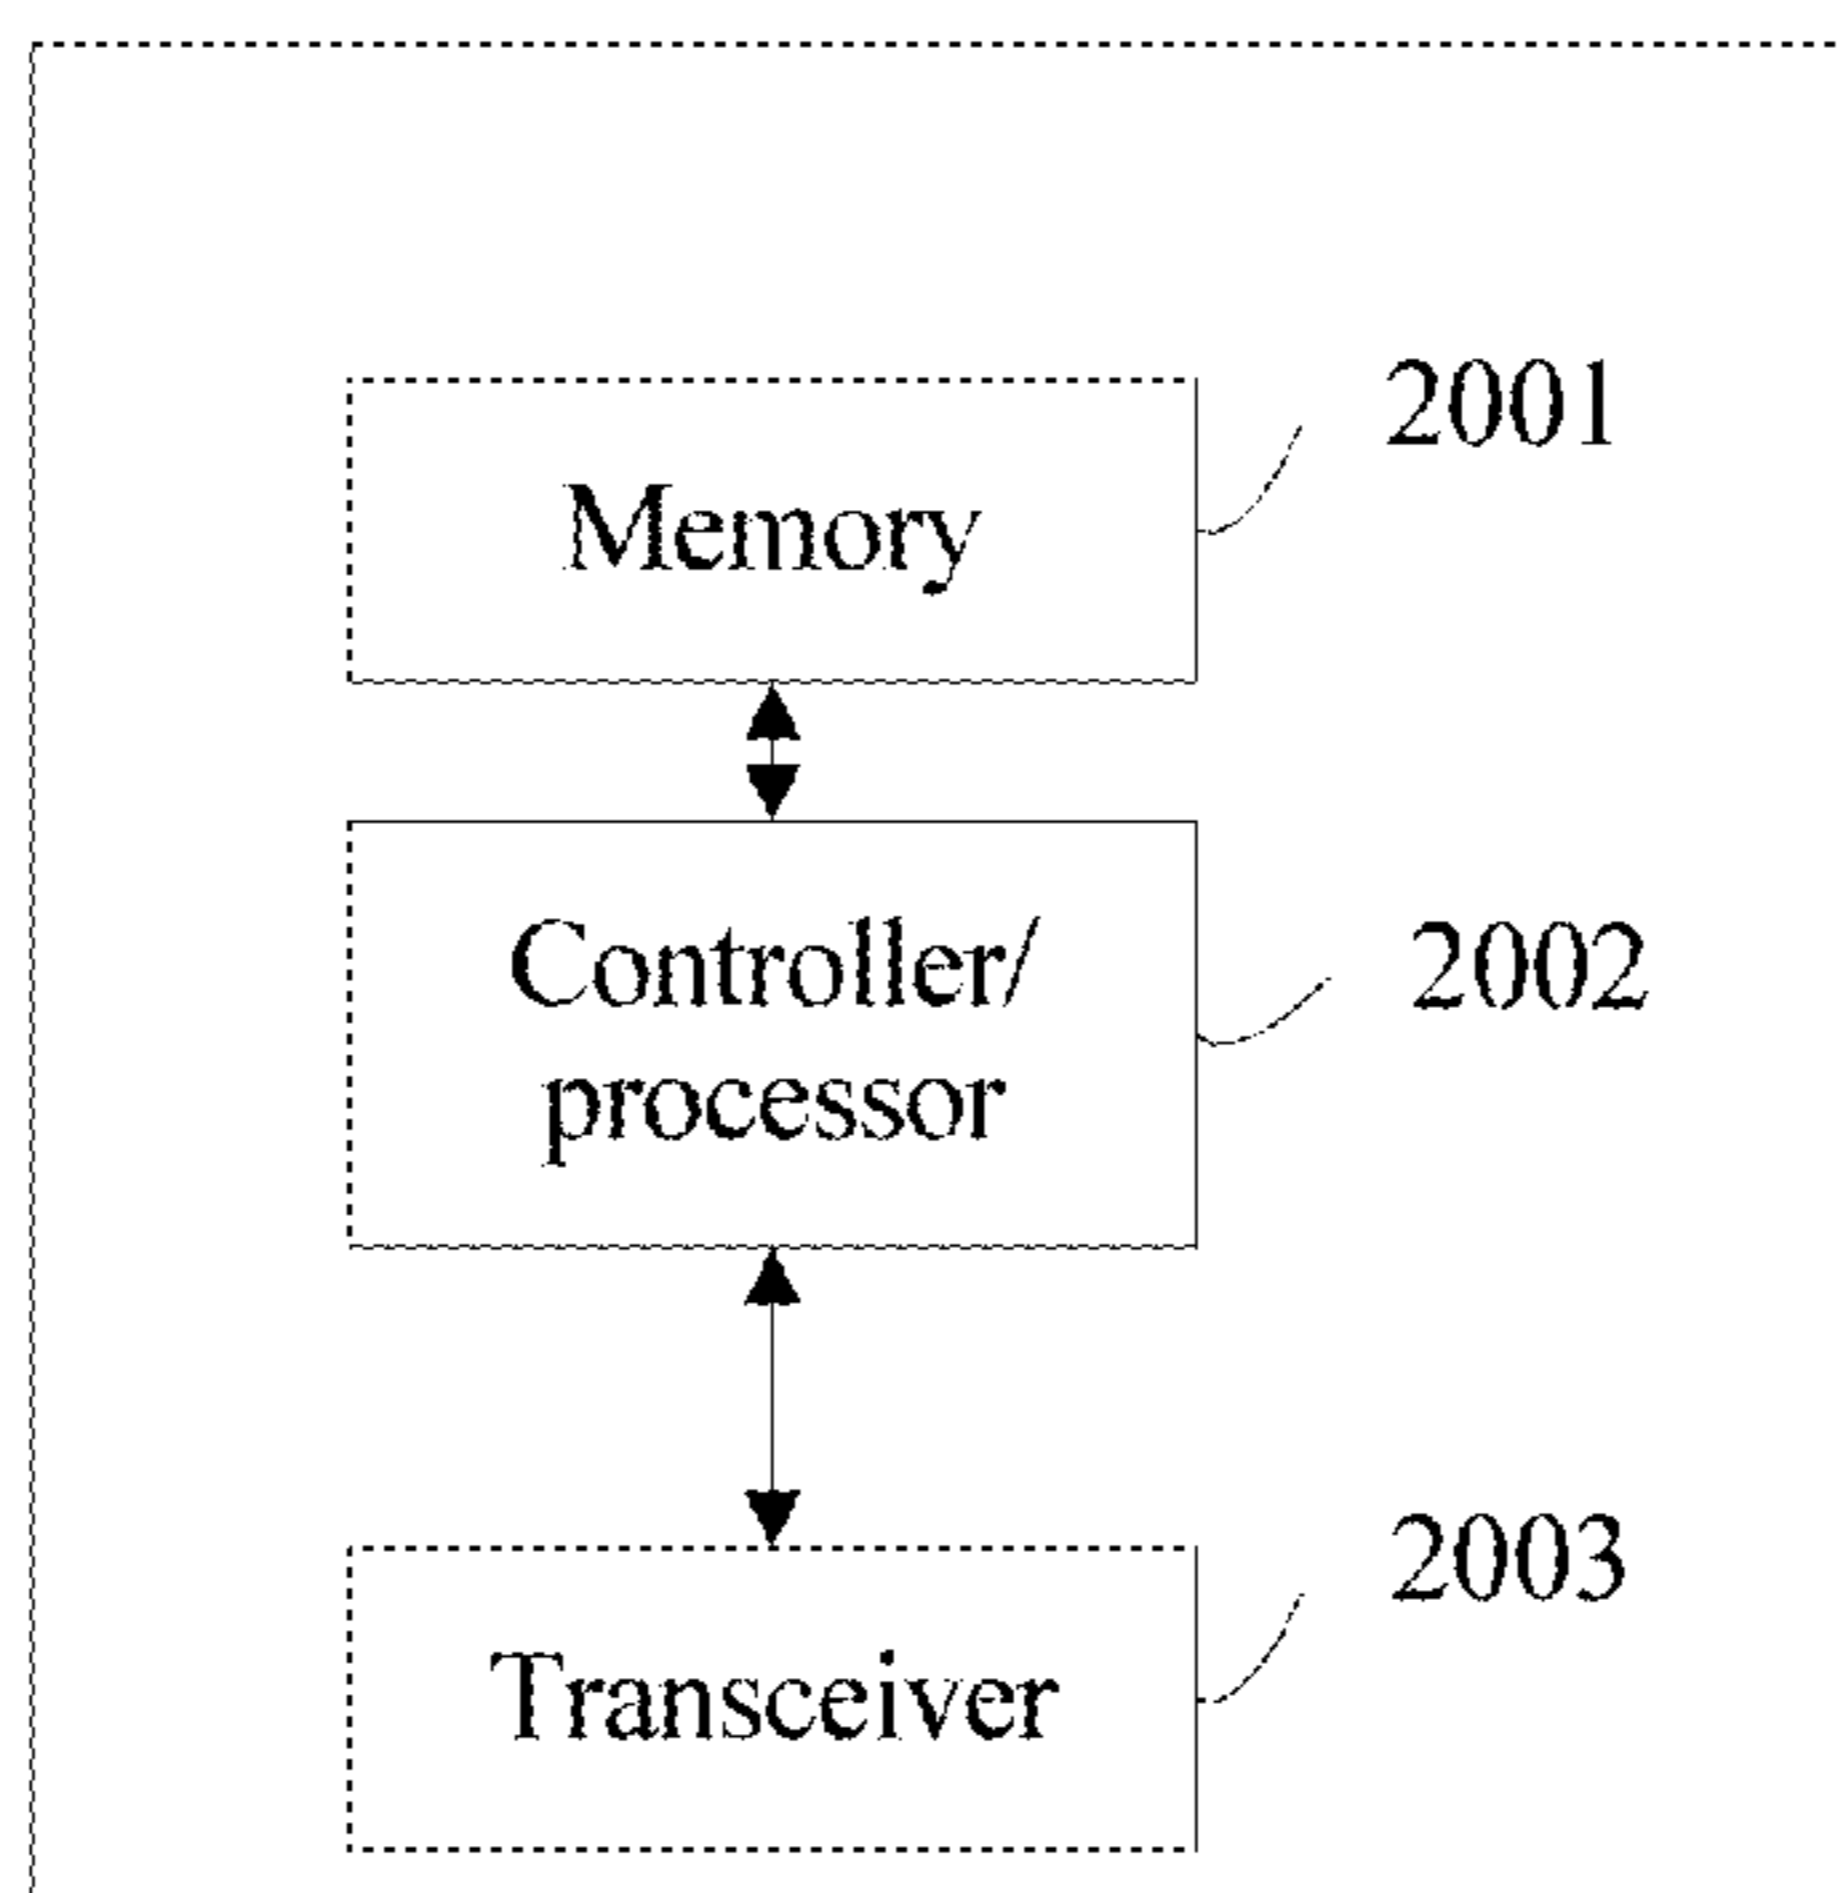 2001
Memory
Controller/
processor
2002
2003
Transceiver